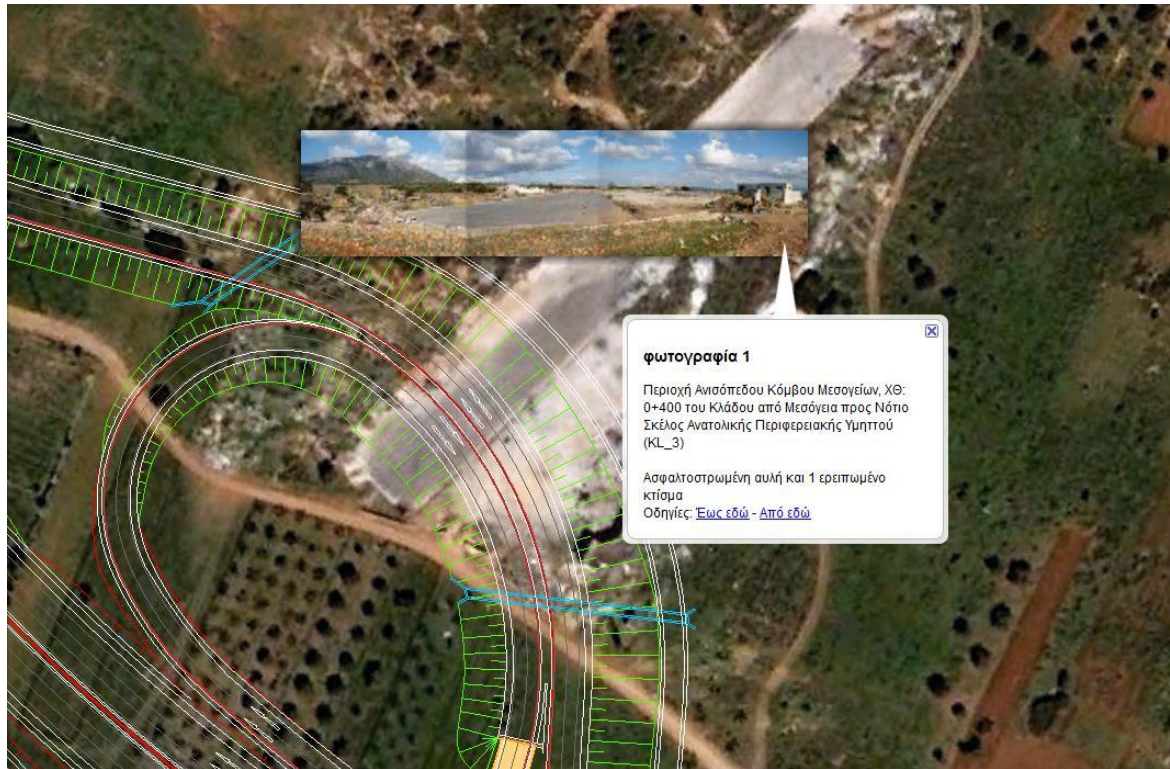 φωτογραφία 1
Περιοχή Ανισόπεδου Κόμβου Μεσογείων, ΧΘ:
0+400 του Κλάδου από Μεσόγεια προς Νότιο
Σκέλος Ανατολικής Περιφερειακής Υμηττού
(KL_3)
Ασφαλτοστρωμένη αυλή και 1 ερειπωμένο
κτίσμα
Οδηγίες: Έως εδώ - Από εδώ